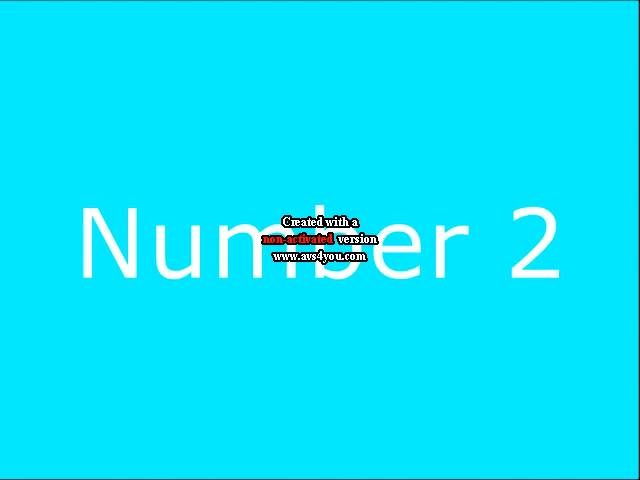 Number 2
Created with a
non-activated version
www.avs4you.com